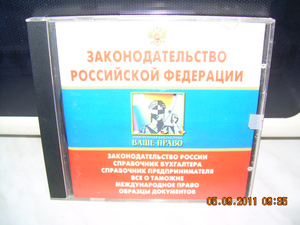 ЗАКОНОДАТЕЛЬСТВО
РОССИЙСКОЙ ФЕДЕРАЦИИ
ВАШЕ ПРАВО
ЗАКОНОДАТЕЛЬСТВО РОССИИ
СПРАВОЧНИК БУХГАЛТЕРА
СПРАВОЧНИК ПРЕДПРИНИМАТЕЛЯ
ВСЕ О ТАМОЖНЕ
МЕЖДУНАРОДНОЕ ПРАВО
ОБРАЗЦЫ ДОКУМЕНТОВ
05.09.2011 09:35